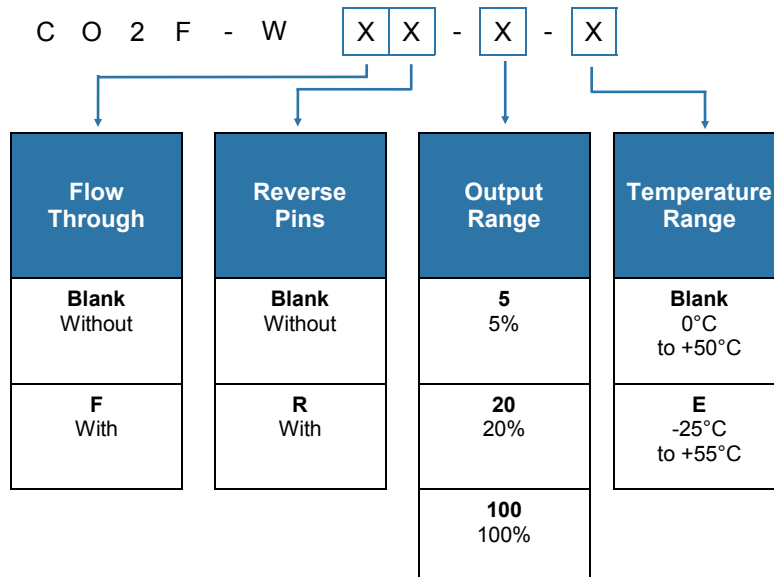 C O 2 F - W X X - X - X
Flow
Through
Blank
Without
F
With
Reverse
Pins
Blank
Without
R
With
Output
Range
5
5%
20
20%
100
100%
Temperature
Range
Blank
0°C
to +50°C
E
-25°C
to +55°C